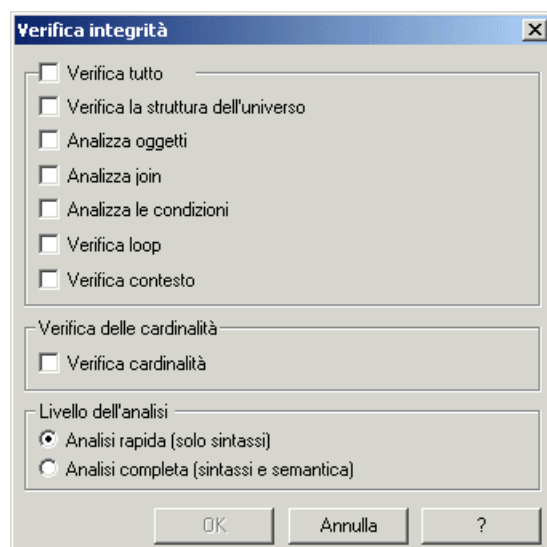 Verifica integrità
Verifica tutto
Verifica la struttura dell'universo
Analizza oggetti
Analizza join
Analizza le condizioni
Verifica loop
Verifica contesto
Verifica delle cardinalità
Verifica cardinalità
Livello dell'analisi
Analisi rapida (solo sintassi)
Analisi completa (sintassi e semantica)
OK Annulla ?